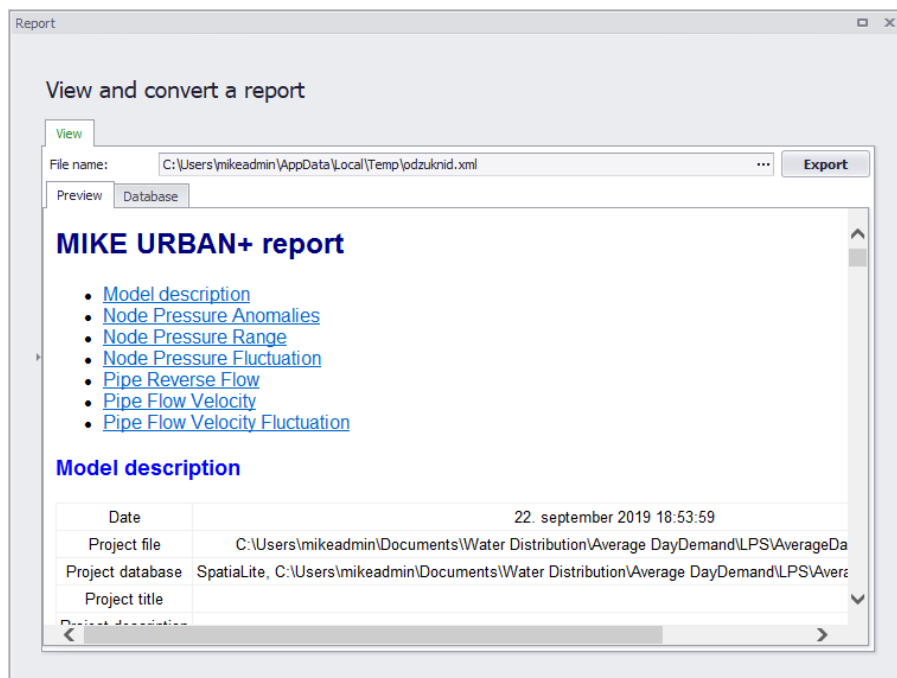 Report
View and convert a report
View
File name: C:\Users\mikeadmin\AppData\Local\Temp\odzuknid.xml ... Export
Preview Database
MIKE URBAN+ report
• Model description
• Node Pressure Anomalies
• Node Pressure Range
• Node Pressure Fluctuation
• Pipe Reverse Flow
• Pipe Flow Velocity
• Pipe Flow Velocity Fluctuation
Model description
Date 22. september 2019 18:53:59
Project file C:\Users\mikeadmin\Documents\Water Distribution\Average DayDemand\LPS\AverageDa
Project database SpatiaLite, C:\Users\mikeadmin\Documents\Water Distribution\Average DayDemand\LPS\Avera
Project title
Project description